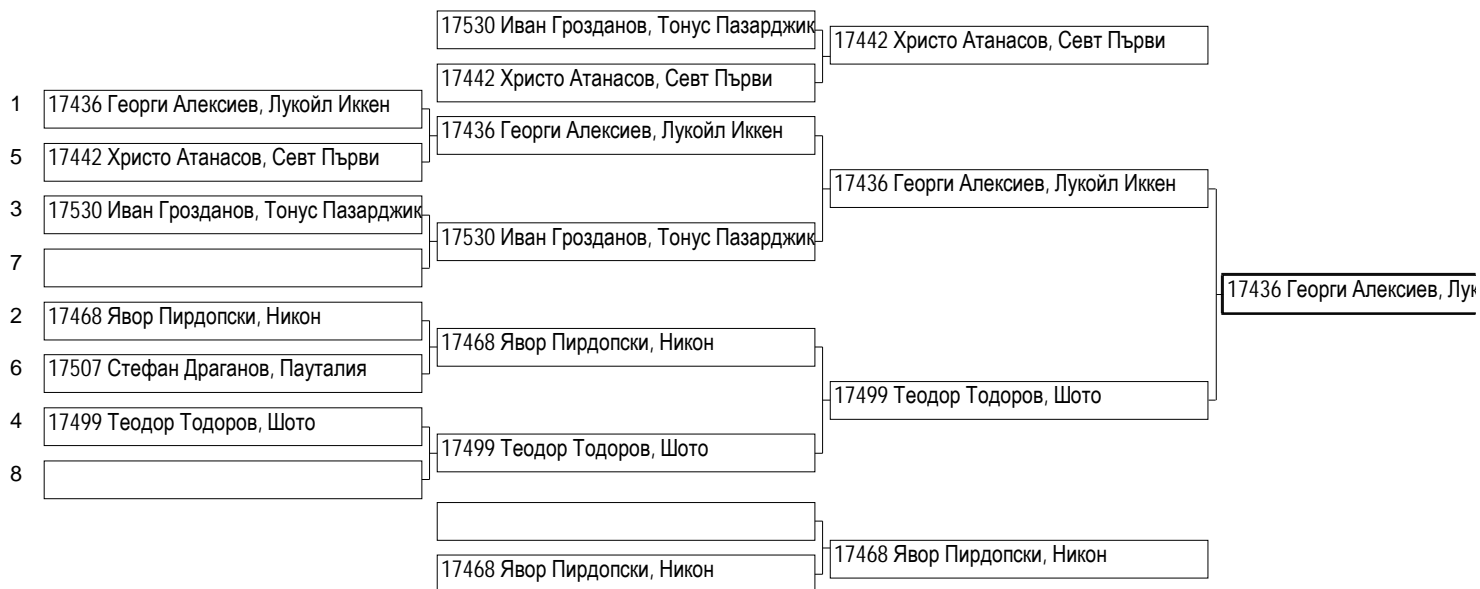 17530 Иван Грозданов, Тонус Пазарджик
17442 Христо Атанасов, Севт Първи
17442 Христо Атанасов, Севт Първи
1 17436 Георги Алексиев, Лукойл Иккен
17436 Георги Алексиев, Лукойл Иккен
5 17442 Христо Атанасов, Севт Първи
17436 Георги Алексиев, Лукойл Иккен
3 17530 Иван Грозданов, Тонус Пазарджик
17530 Иван Грозданов, Тонус Пазарджик
7
17436 Георги Алексиев, Лук
2 17468 Явор Пирдопски, Никон
17468 Явор Пирдопски, Никон
6 17507 Стефан Драганов, Пауталия
17499 Теодор Тодоров, Шото
4 17499 Теодор Тодоров, Шото
17499 Теодор Тодоров, Шото
8
17468 Явор Пирдопски, Никон
17468 Явор Пирдопски, Никон